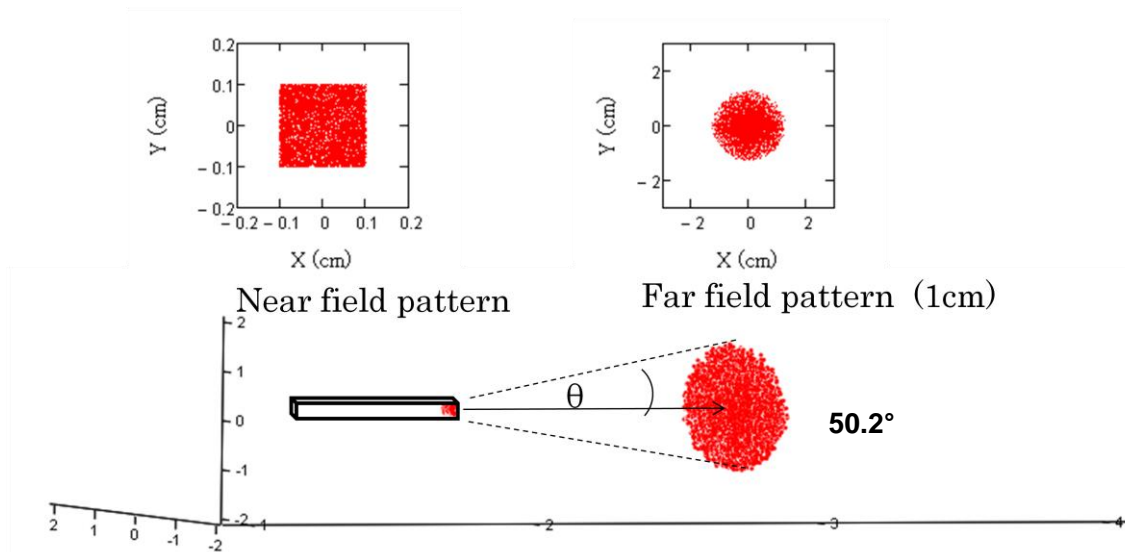 0.2
0.1
0
-0.1
-0.2
-0.2 -0.1 0 0.1 0.2
Y (cm)
X (cm)
2
0
-2
-2 0 2
Y (cm)
X (cm)
Near field pattern
Far field pattern (1cm)
2
1
0
-1
-2
θ
50.2°
2 1 0 -1 -2
-1 -2 -3 -4